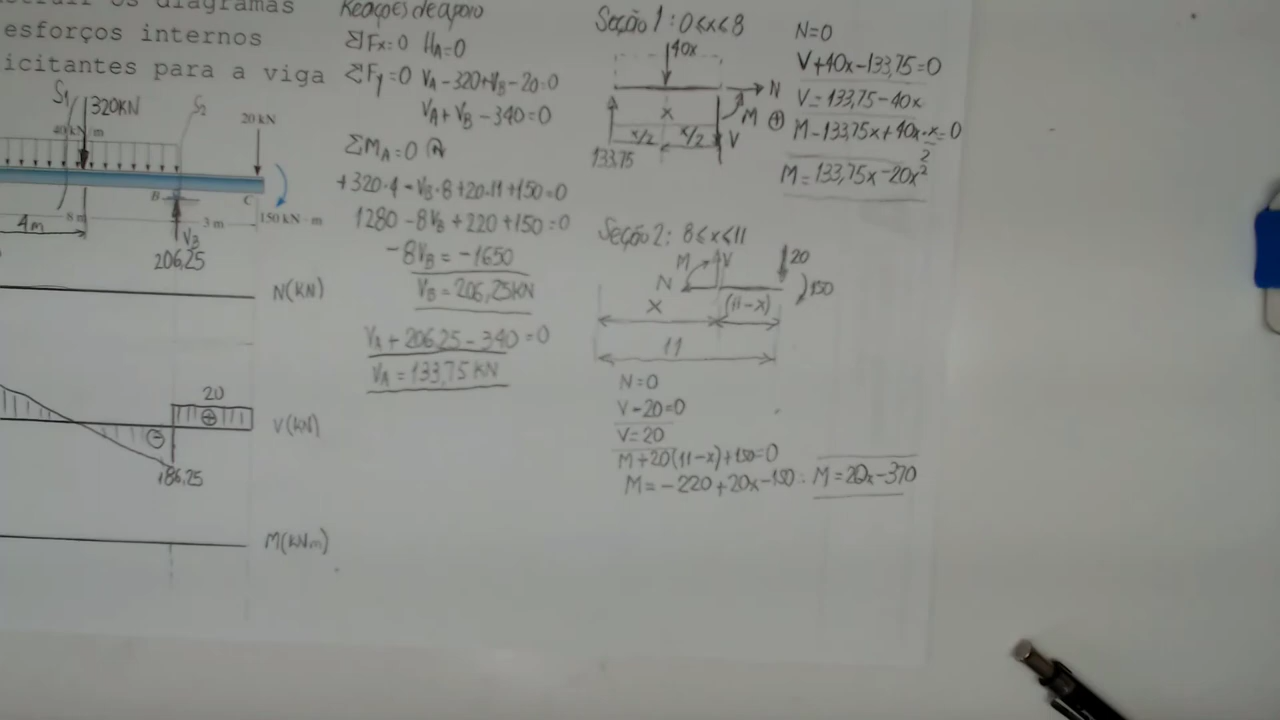 diagramas
esforços internos
icitantes para a viga
S1
320KN
S2
20 kN
40 kN/m
B
C
8 m
3 m
150 kN · m
4m
VB
206,25
N(KN)
20
⊕
V(KN)
⊖
186,25
M(KNm)
Reações de apoio
ΣFx=0 HA=0
ΣFy=0 VA-320+VB-20=0
VA+VB-340=0
ΣMA=0
+320·4-VB·8+20·11+150=0
1280-8VB+220+150=0
-8VB=-1650
VB=206,25KN
VA+206,25-340=0
VA=133,75KN
Seção 1: 0<x<8
40x
N
M ⊕
x
x/2 x/2 V
133,75
N=0
V+40x-133,75=0
V=133,75-40x
M-133,75x+40x·x/2=0
M=133,75x-20x²
Seção 2: 8<x<11
M V 20
N 150
x (11-x)
11
N=0
V-20=0
V=20
M+20(11-x)+150=0
M=-220+20x-150∴ M=20x-370